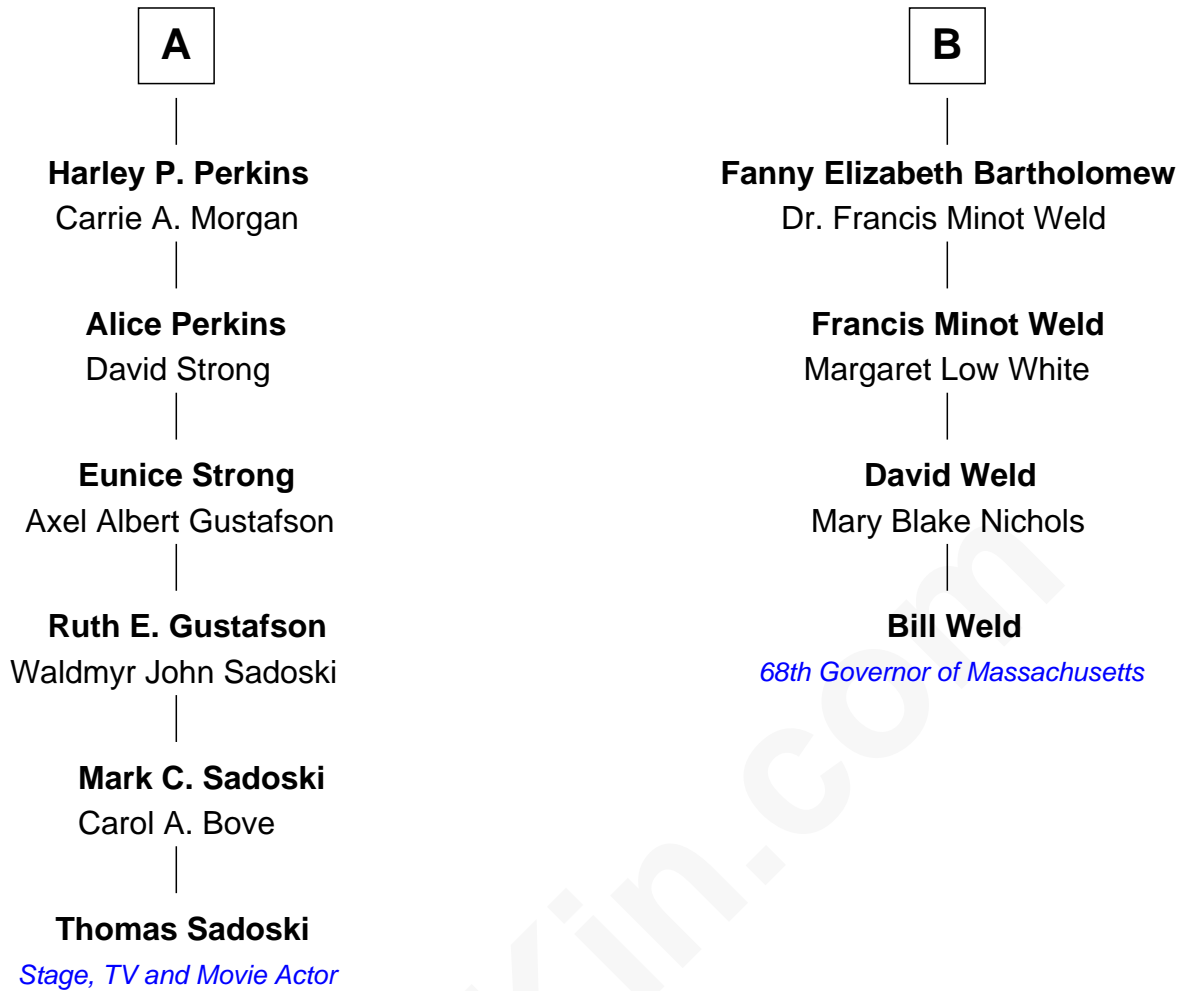 A
Harley P. Perkins
Carrie A. Morgan
Alice Perkins
David Strong
Eunice Strong
Axel Albert Gustafson
Ruth E. Gustafson
Waldmyr John Sadoski
Mark C. Sadoski
Carol A. Bove
Thomas Sadoski
Stage, TV and Movie Actor
B
Fanny Elizabeth Bartholomew
Dr. Francis Minot Weld
Francis Minot Weld
Margaret Low White
David Weld
Mary Blake Nichols
Bill Weld
68th Governor of Massachusetts
Kin.com